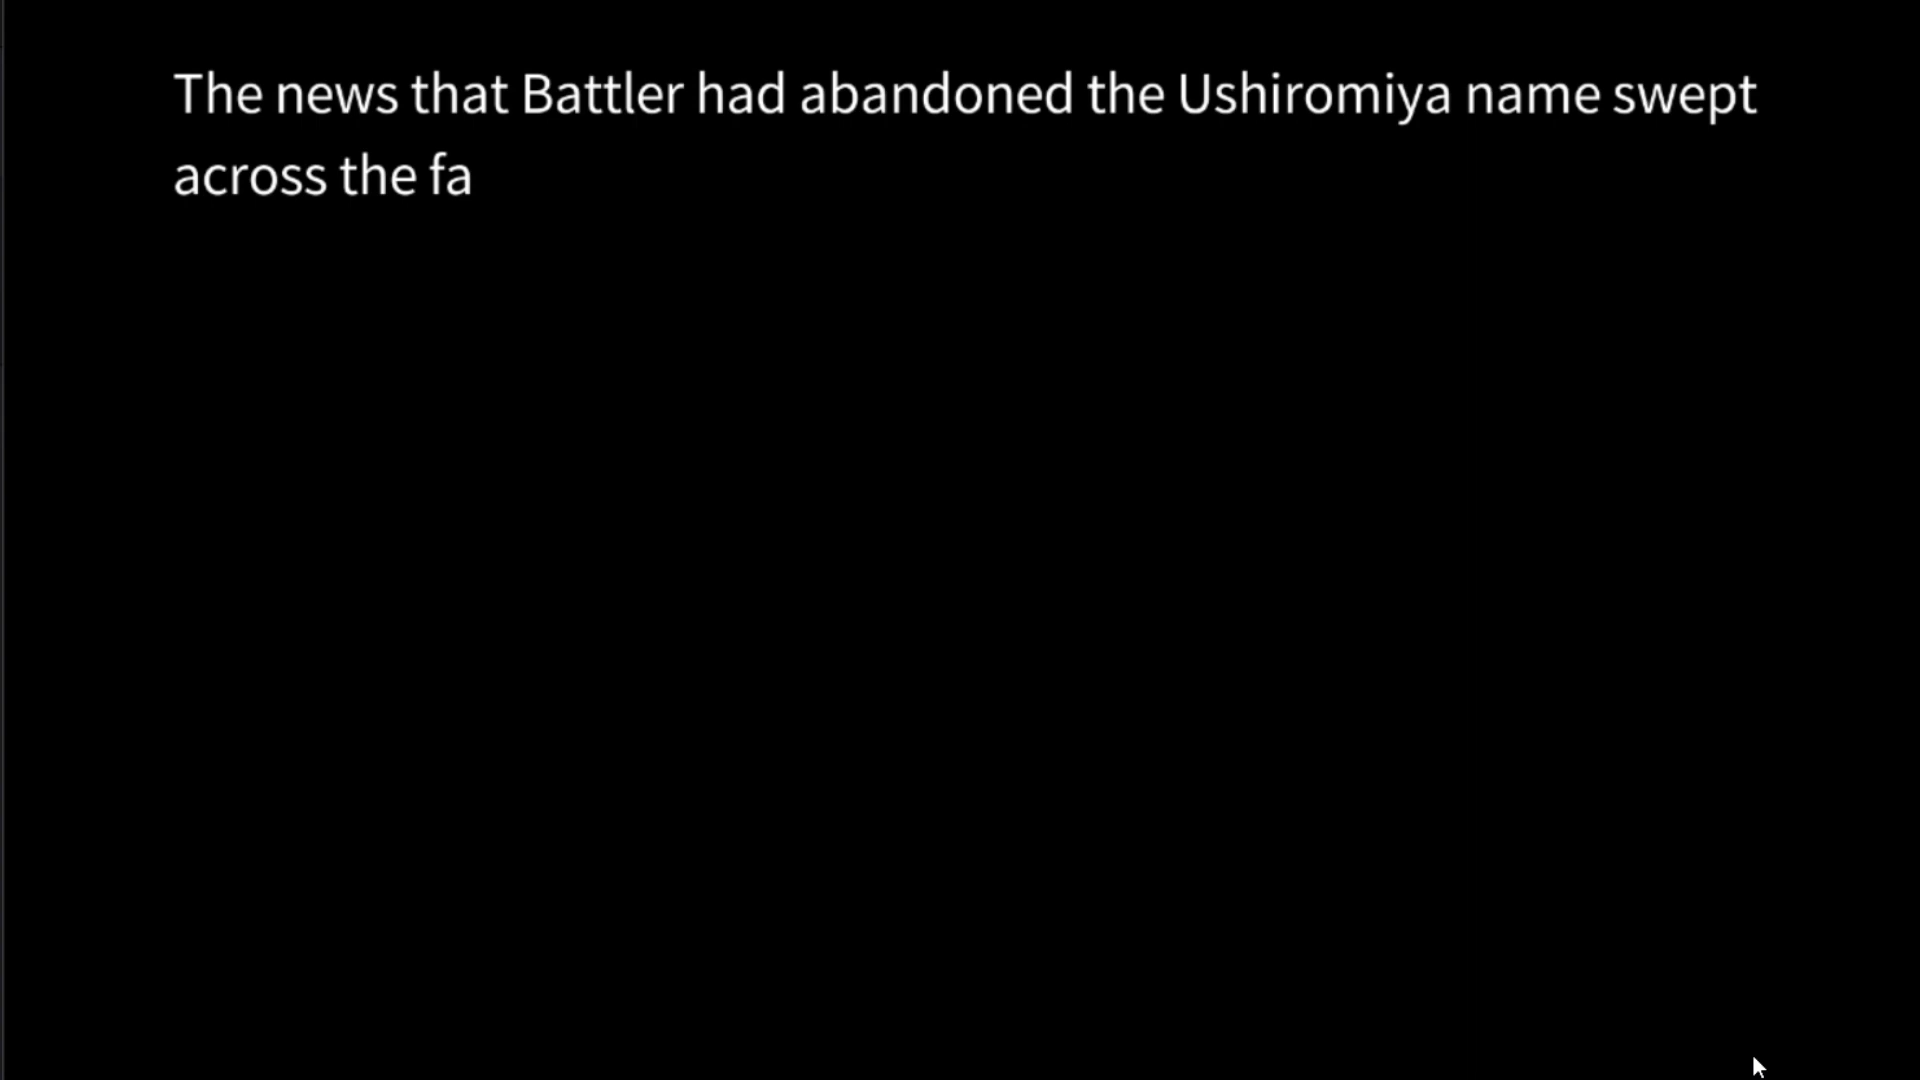 The news that Battler had abandoned the Ushiromiya name swept
across the fa